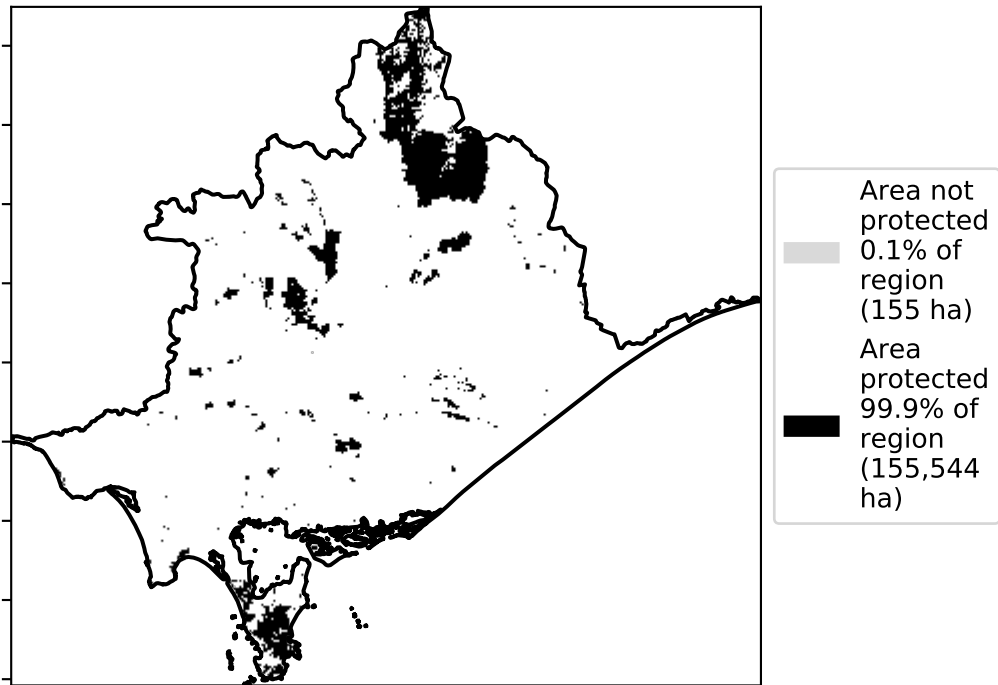 Area not
protected
0.1% of
region
(155 ha)
Area
protected
99.9% of
region
(155,544
ha)